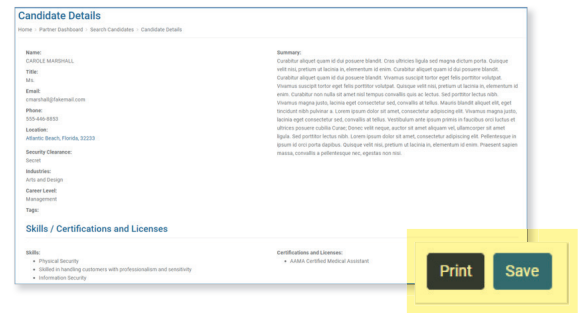 Candidate Details
Home › Partner Dashboard › Search Candidates › Candidate Details
Name:
CAROLE MARSHALL
Title:
Ms
Email:
cmarshall@fakemail.com
Phone:
555-446-8653
Location:
Atlantic Beach, Florida, 32233
Security Clearance:
Secret
Industries:
Arts and Design
Career Level:
Management
Tags:
Summary:
Curabitur aliquet quam id dui posuere blandit. Cras ultricies ligula sed magna dictum porta. Quisque
velit nisi, pretium ut lacinia in, elementum id enim. Curabitur aliquet quam id dui posuere blandit.
Curabitur aliquet quam id dui posuere blandit. Vivamus suscipit tortor eget felis porttitor volutpat.
Vivamus suscipit tortor eget felis porttitor volutpat. Quisque velit nisi, pretium ut lacinia in, elementum id
enim. Curabitur non nulla sit amet nisl tempus convallis quis ac lectus. Sed porttitor lectus nibh.
Vivamus magna justo, lacinia eget consectetur sed, convallis at tellus. Mauris blandit aliquet elit, eget
tincidunt nibh pulvinar a. Lorem ipsum dolor sit amet, consectetur adipiscing elit. Vivamus magna justo,
lacinia eget consectetur sed, convallis at tellus. Vestibulum ante ipsum primis in faucibus orci luctus et
ultrices posuere cubilia Curae; Donec velit neque, auctor sit amet aliquam vel, ullamcorper sit amet
ligula. Sed porttitor lectus nibh. Lorem ipsum dolor sit amet, consectetur adipiscing elit. Pellentesque in
ipsum id orci porta dapibus. Quisque velit nisi, pretium ut lacinia in, elementum id enim. Praesent sapien
massa, convallis a pellentesque nec, egestas non nisi.
Skills / Certifications and Licenses
Skills:
• Physical Security
• Skilled in handling customers with professionalism and sensitivity
• Information Security
Certifications and Licenses:
• AAMA Certified Medical Assistant
Print Save